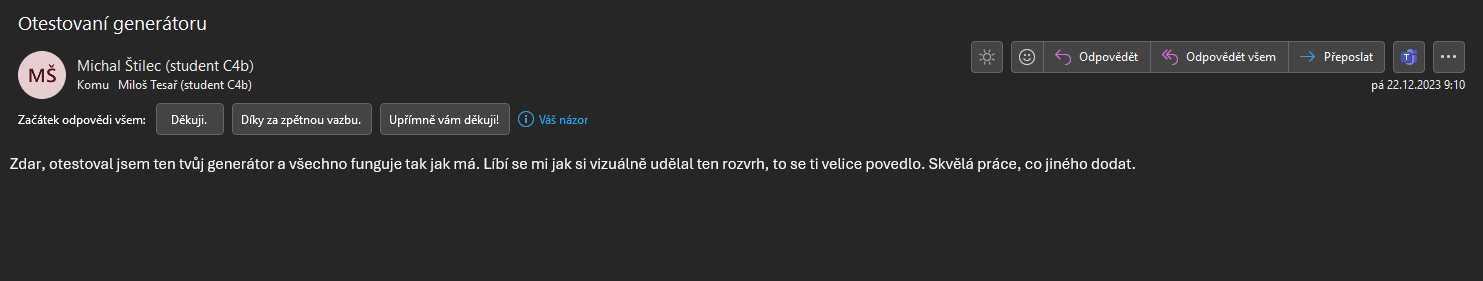 Otestovaní generátoru
MŠ
Michal Štilec (student C4b)
Komu Miloš Tesař (student C4b)
Odpovědět
Odpovědět všem
Přeposlat
pá 22.12.2023 9:10
Začátek odpovědi všem: Děkuji. Díky za zpětnou vazbu. Upřímně vám děkuji! Váš názor
Zdar, otestoval jsem ten tvůj generátor a všechno funguje tak jak má. Líbí se mi jak si vizuálně udělal ten rozvrh, to se ti velice povedlo. Skvělá práce, co jiného dodat.